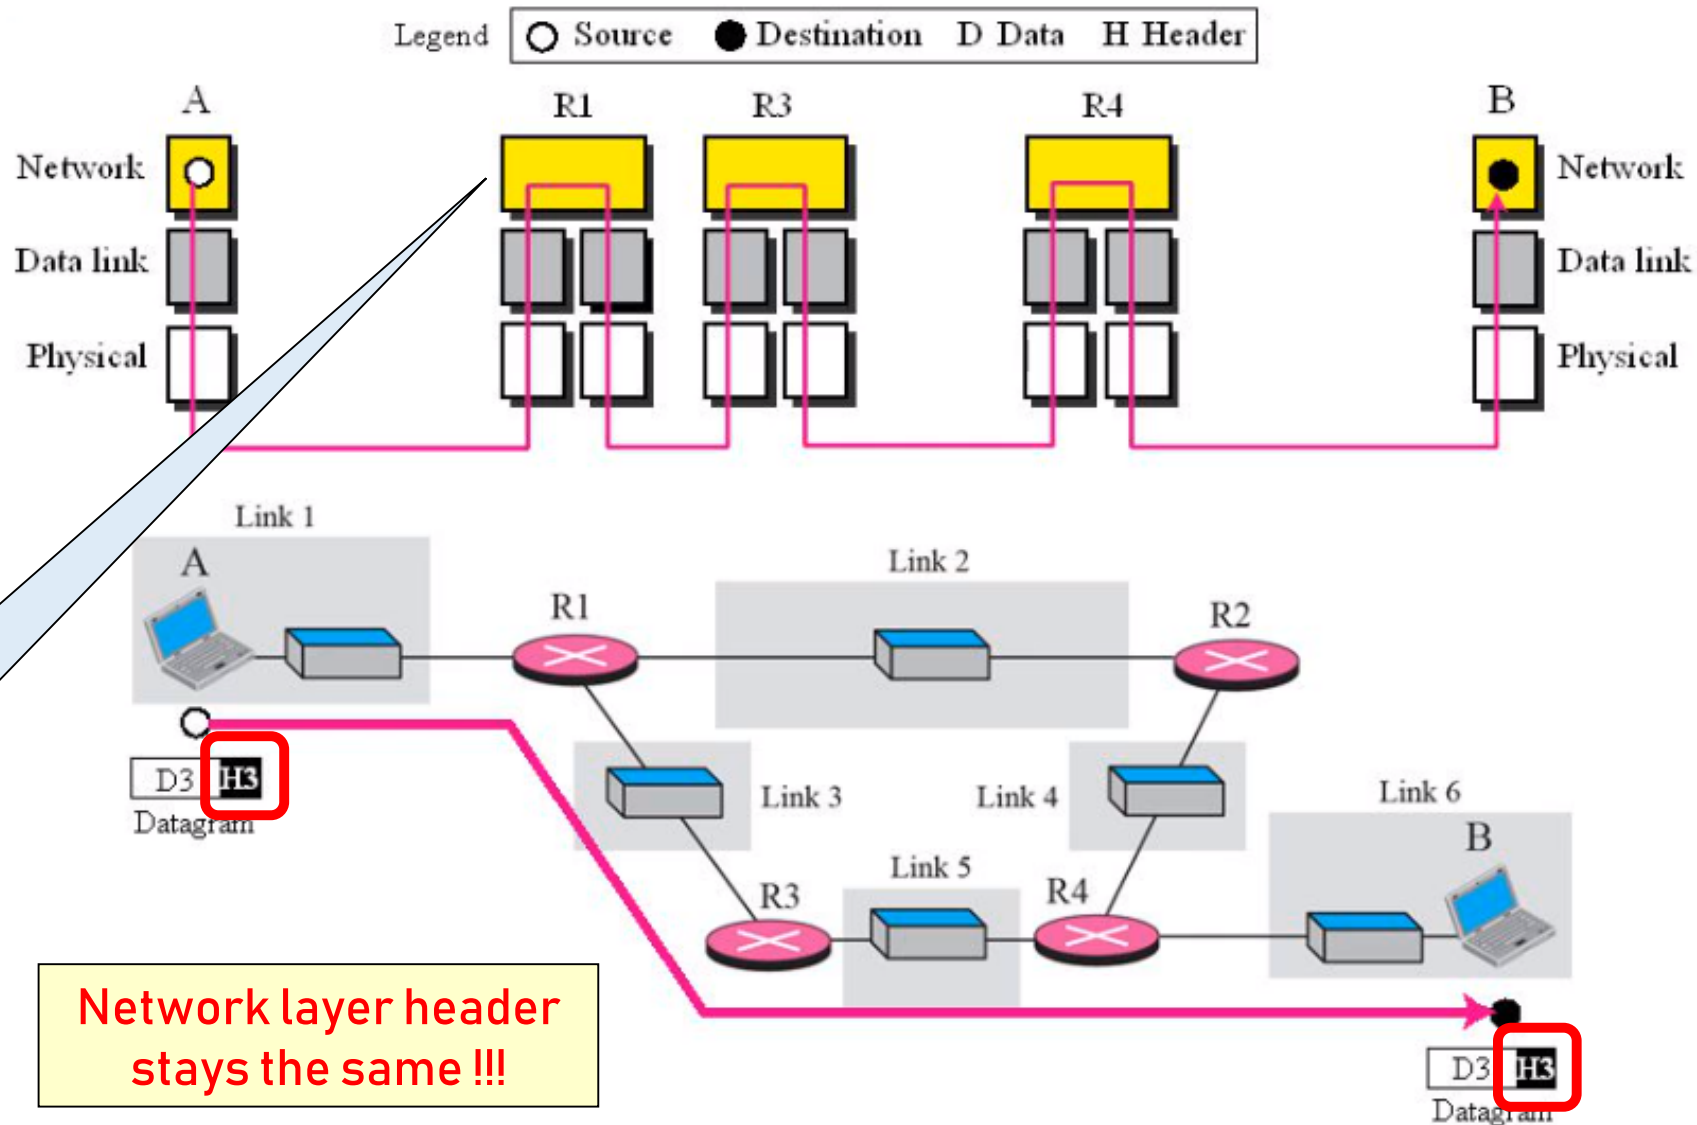 Legend Source Destination D Data H Header
A R1 R3 R4 B
Network Network
Data link Data link
Physical Physical
Link 1
A
Link 2
R1
R2
D3 H3
Datagram
Link 3
Link 4
Link 6
B
Link 5
R3
R4
Network layer header
stays the same !!!
D3 H3
Datagram